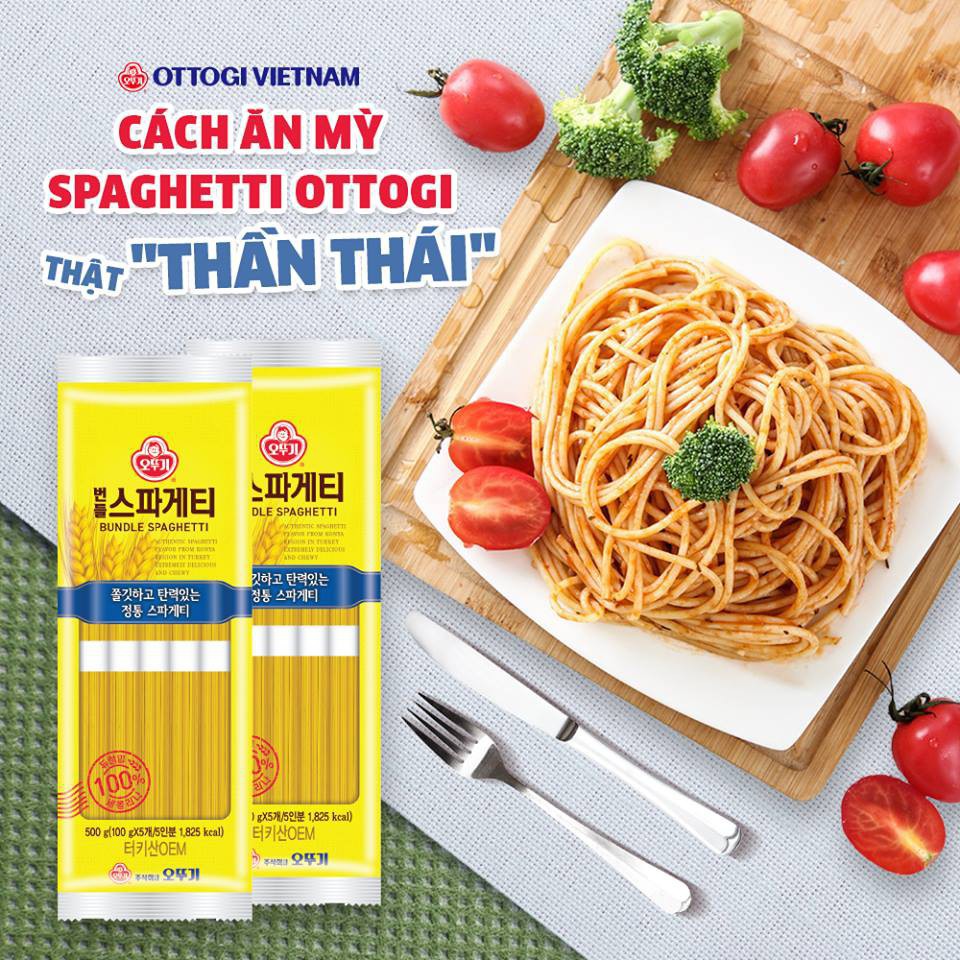 오뚜기 OTTOGI VIETNAM
CÁCH ĂN MỲ
SPAGHETTI OTTOGI
THẬT "THẦN THÁI"
오뚜기
번들 스파게티
BUNDLE SPAGHETTI
AUTHENTIC SPAGHETTI
FLAVOR FROM KONYA
REGION IN TURKEY
EXTREMELY DELICIOUS
AND CHEWY
쫄깃하고 탄력있는
정통 스파게티
듀럼밀
100%
세몰리나
500 g(100 gX5개/5인분 1,825 kcal)
터키산OEM
주식회사 오뚜기
오뚜기
스파게티
DLE SPAGHETTI
AUTHENTIC SPAGHETTI
FLAVOR FROM KONYA
REGION IN TURKEY
EXTREMELY DELICIOUS
AND CHEWY
깃하고 탄력있는
정통 스파게티
gX5개/5인분 1,825 kcal)
터키산OEM
주식회사 오뚜기